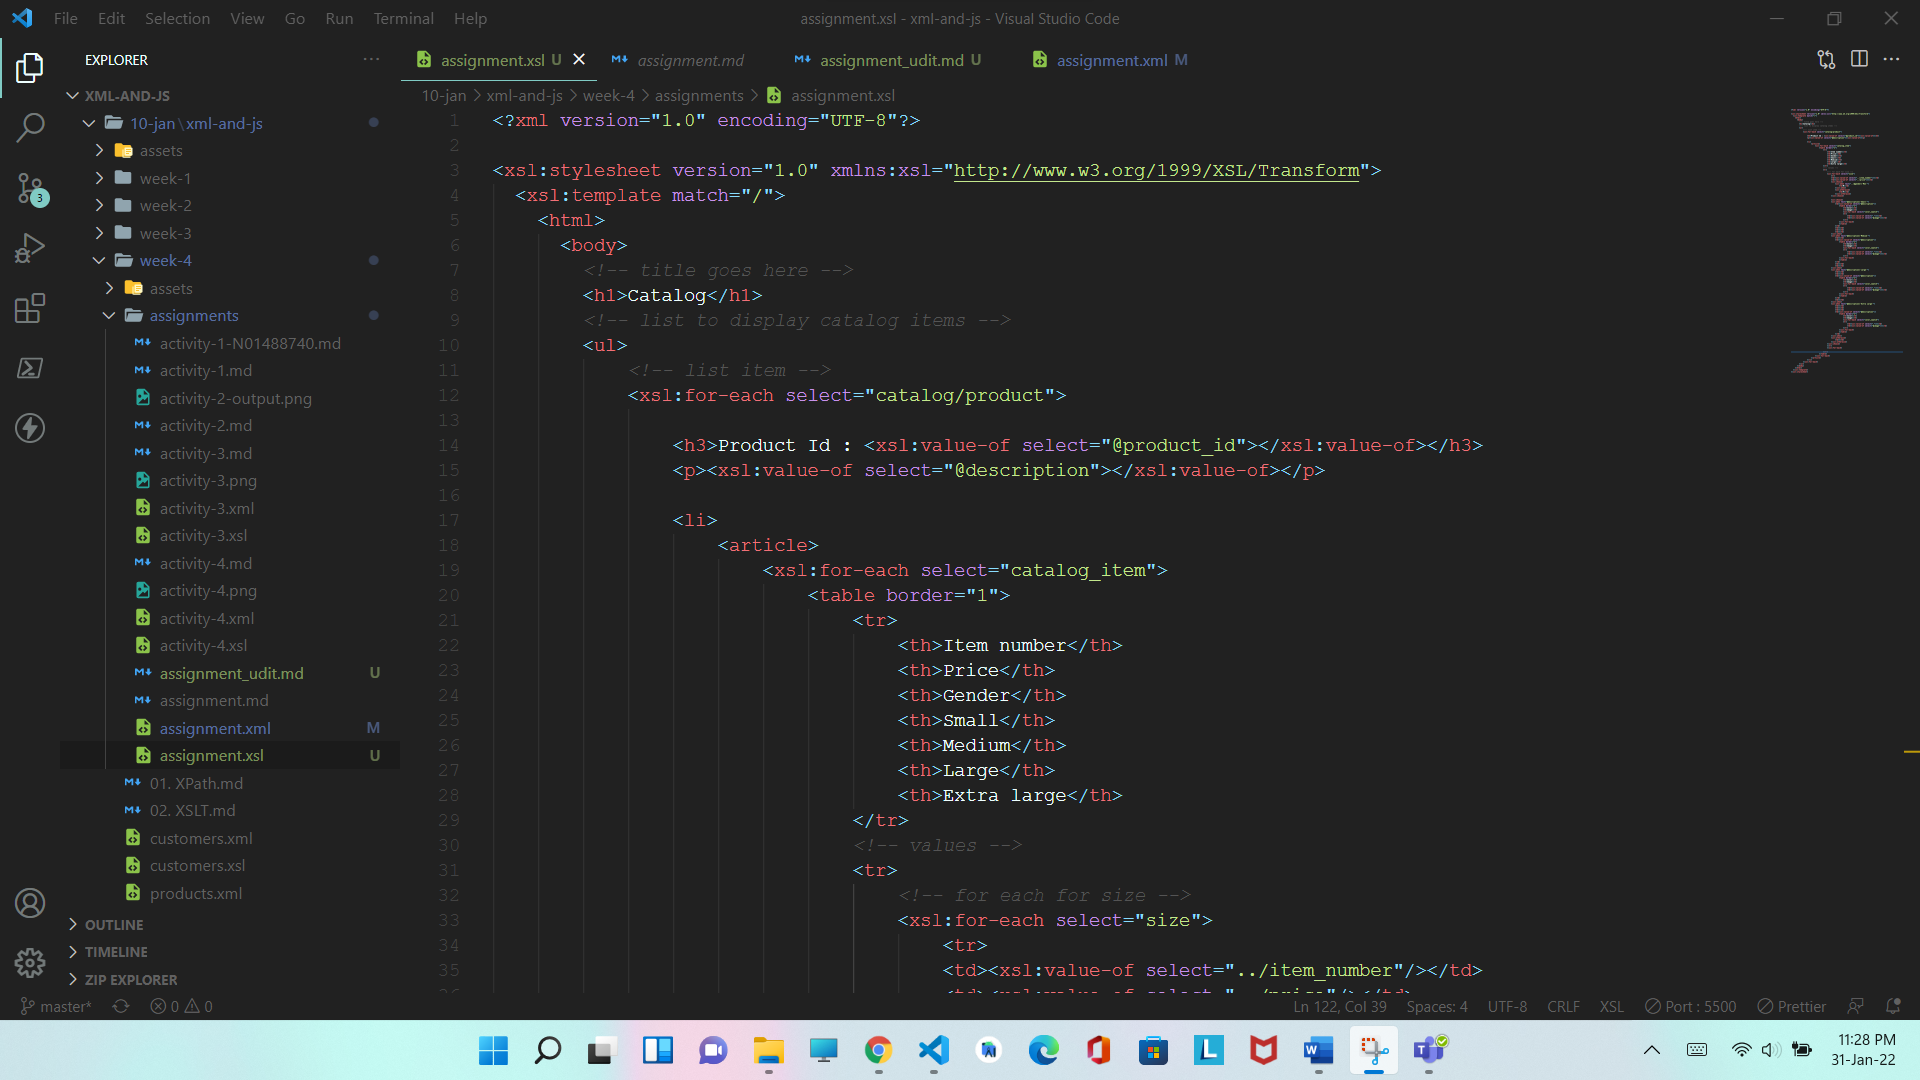 File Edit Selection View Go Run Terminal Help
assignment.xsl - xml-and-js - Visual Studio Code
EXPLORER
assignment.xsl U
assignment.md
assignment_udit.md U
assignment.xml M
10-jan > xml-and-js > week-4 > assignments > assignment.xsl
XML-AND-JS
10-jan\xml-and-js
assets
week-1
week-2
week-3
week-4
assets
assignments
activity-1-N01488740.md
activity-1.md
activity-2-output.png
activity-2.md
activity-3.md
activity-3.png
activity-3.xml
activity-3.xsl
activity-4.md
activity-4.png
activity-4.xml
activity-4.xsl
assignment_udit.md U
assignment.md
assignment.xml M
assignment.xsl U
01. XPath.md
02. XSLT.md
customers.xml
customers.xsl
products.xml
OUTLINE
TIMELINE
ZIP EXPLORER
3
1 <?xml version="1.0" encoding="UTF-8"?>
2
3 <xsl:stylesheet version="1.0" xmlns:xsl="http://www.w3.org/1999/XSL/Transform">
4 <xsl:template match="/">
5 <html>
6 <body>
7 <!-- title goes here -->
8 <h1>Catalog</h1>
9 <!-- list to display catalog items -->
10 <ul>
11 <!-- list item -->
12 <xsl:for-each select="catalog/product">
13
14 <h3>Product Id : <xsl:value-of select="@product_id"></xsl:value-of></h3>
15 <p><xsl:value-of select="@description"></xsl:value-of></p>
16
17 <li>
18 <article>
19 <xsl:for-each select="catalog_item">
20 <table border="1">
21 <tr>
22 <th>Item number</th>
23 <th>Price</th>
24 <th>Gender</th>
25 <th>Small</th>
26 <th>Medium</th>
27 <th>Large</th>
28 <th>Extra large</th>
29 </tr>
30 <!-- values -->
31 <tr>
32 <!-- for each for size -->
33 <xsl:for-each select="size">
34 <tr>
35 <td><xsl:value-of select="../item_number"/></td>
36 <td><xsl:value-of select="../price"/></td>
master* 0 0
Ln 122, Col 39 Spaces: 4 UTF-8 CRLF XSL Port : 5500 Prettier
11:28 PM
31-Jan-22